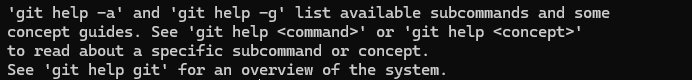 'git help -a' and 'git help -g' list available subcommands and some
concept guides. See 'git help <command>' or 'git help <concept>'
to read about a specific subcommand or concept.
See 'git help git' for an overview of the system.